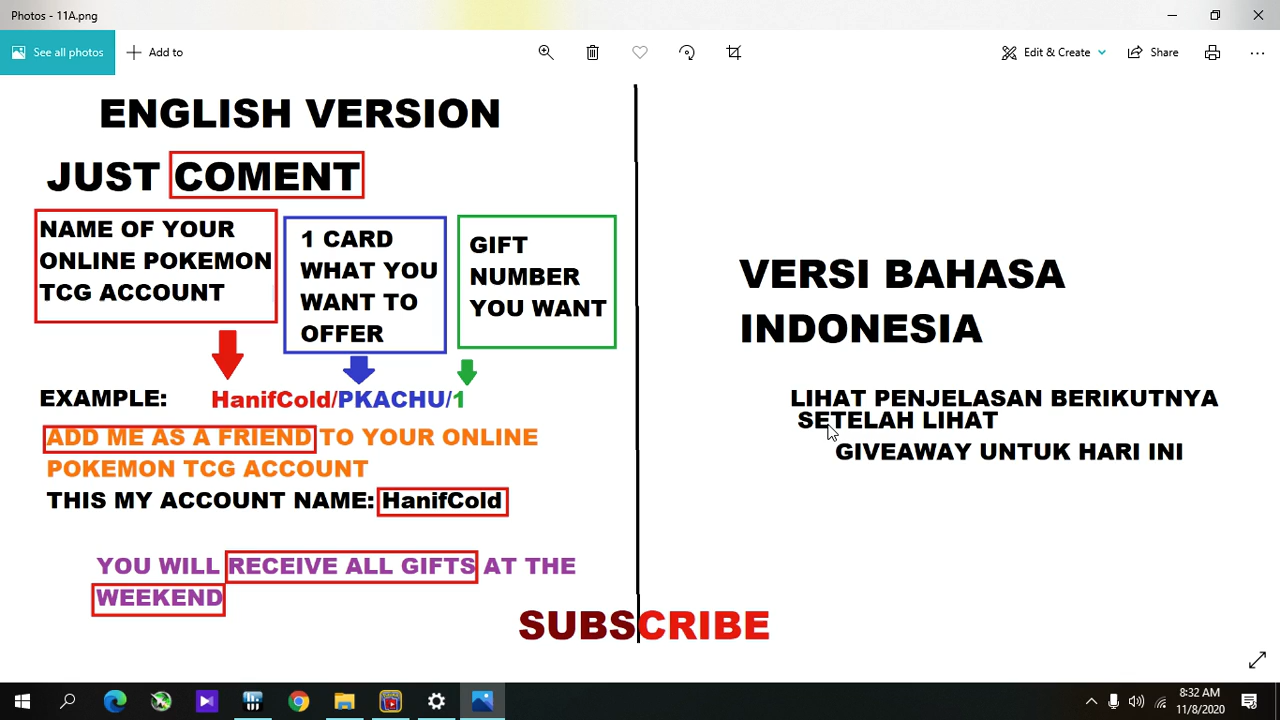 Photos - 11A.png
See all photos
Add to
Edit & Create
Share
ENGLISH VERSION
JUST COMENT
NAME OF YOUR
ONLINE POKEMON
TCG ACCOUNT
1 CARD
WHAT YOU
WANT TO
OFFER
GIFT
NUMBER
YOU WANT
EXAMPLE: HanifCold/PKACHU/1
ADD ME AS A FRIEND TO YOUR ONLINE
POKEMON TCG ACCOUNT
THIS MY ACCOUNT NAME: HanifCold
YOU WILL RECEIVE ALL GIFTS AT THE
WEEKEND
VERSI BAHASA
INDONESIA
LIHAT PENJELASAN BERIKUTNYA
SETELAH LIHAT
GIVEAWAY UNTUK HARI INI
SUBSCRIBE
8:32 AM
11/8/2020